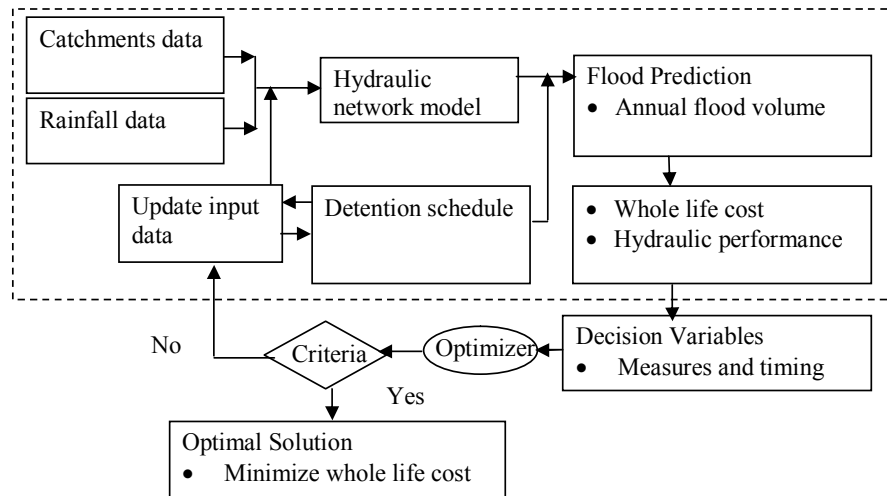 Catchments data
Rainfall data
Hydraulic
network model
Flood Prediction
• Annual flood volume
Update input
data
Detention schedule
• Whole life cost
• Hydraulic performance
Decision Variables
• Measures and timing
Optimizer
Criteria
No
Yes
Optimal Solution
• Minimize whole life cost